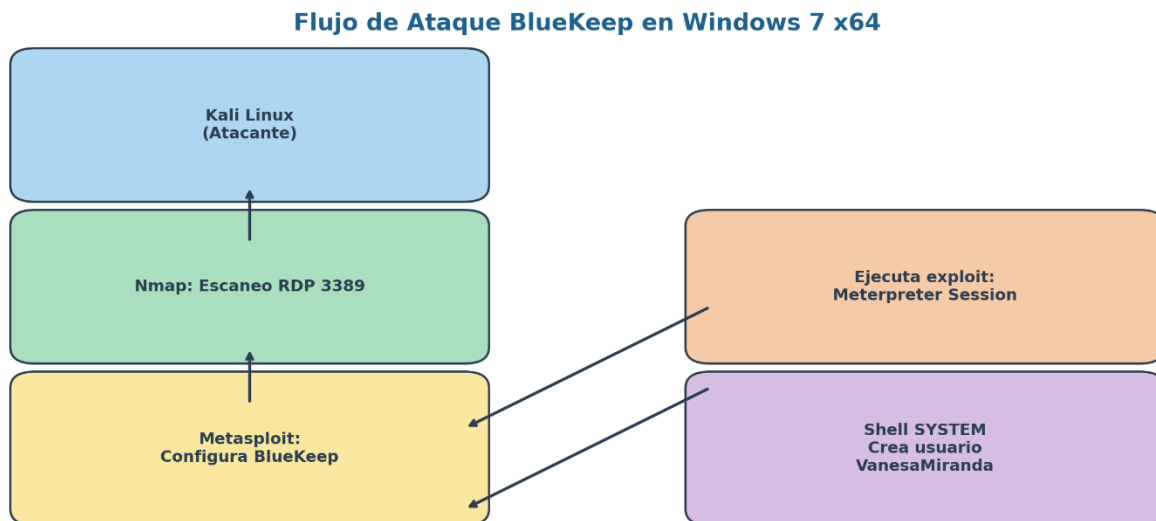 Flujo de Ataque BlueKeep en Windows 7 x64
Kali Linux
(Atacante)
Nmap: Escaneo RDP 3389
Ejecuta exploit:
Meterpreter Session
Metasploit:
Configura BlueKeep
Shell SYSTEM
Crea usuario
VanesaMiranda